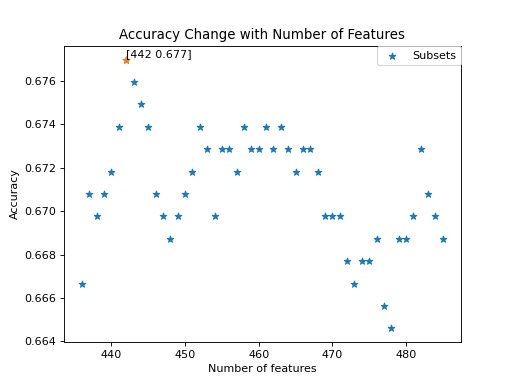 Accuracy Change with Number of Features
[442 0.677]
Subsets
0.676
0.674
0.672
0.670
0.668
0.666
0.664
Accuracy
440 450 460 470 480
Number of features